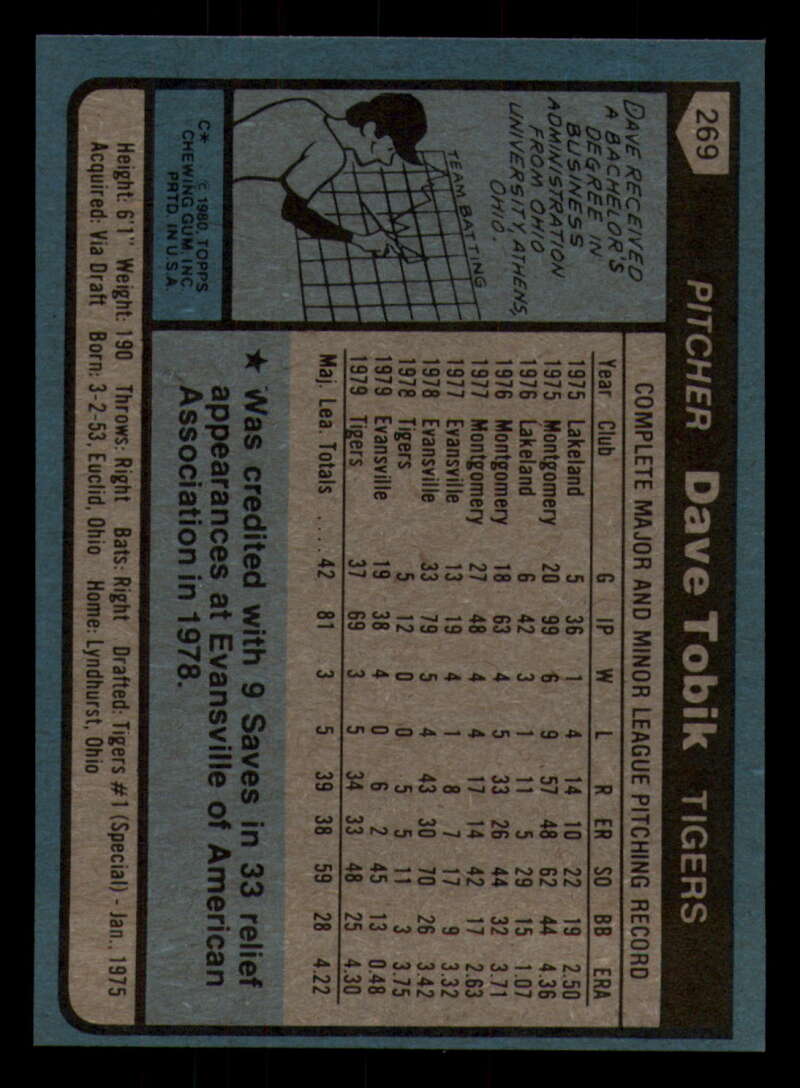 269
PITCHER Dave Tobik TIGERS
DAVE RECEIVED
A BACHELOR'S
DEGREE IN
BUSINESS
ADMINISTRATION
FROM OHIO
UNIVERSITY, ATHENS,
OHIO.
TEAM BATTING
C* © 1980 TOPPS
CHEWING GUM INC.
PRTD. IN U.S.A.
COMPLETE MAJOR AND MINOR LEAGUE PITCHING RECORD
Year Club G IP W L R ER SO BB ERA
1975 Lakeland 5 36 1 4 14 10 22 19 2.50
1975 Montgomery 20 99 6 9 57 48 62 44 4.36
1976 Lakeland 6 42 3 1 11 5 29 15 1.07
1976 Montgomery 18 63 4 5 33 26 44 32 3.71
1977 Montgomery 27 48 4 4 17 14 42 17 2.63
1977 Evansville 13 19 4 1 8 7 17 9 3.32
1978 Evansville 33 79 5 4 43 30 70 26 3.42
1978 Tigers 5 12 0 0 5 5 11 3 3.75
1979 Evansville 19 38 4 0 6 2 45 13 0.48
1979 Tigers 37 69 3 5 34 33 48 25 4.30
Maj. Lea. Totals .... 42 81 3 5 39 38 59 28 4.22
★ Was credited with 9 Saves in 33 relief
appearances at Evansville of American
Association in 1978.
Height: 6'1" Weight: 190 Throws: Right Bats: Right Drafted: Tigers #1 (Special) - Jan., 1975
Acquired: Via Draft Born: 3-2-53, Euclid, Ohio Home: Lyndhurst, Ohio